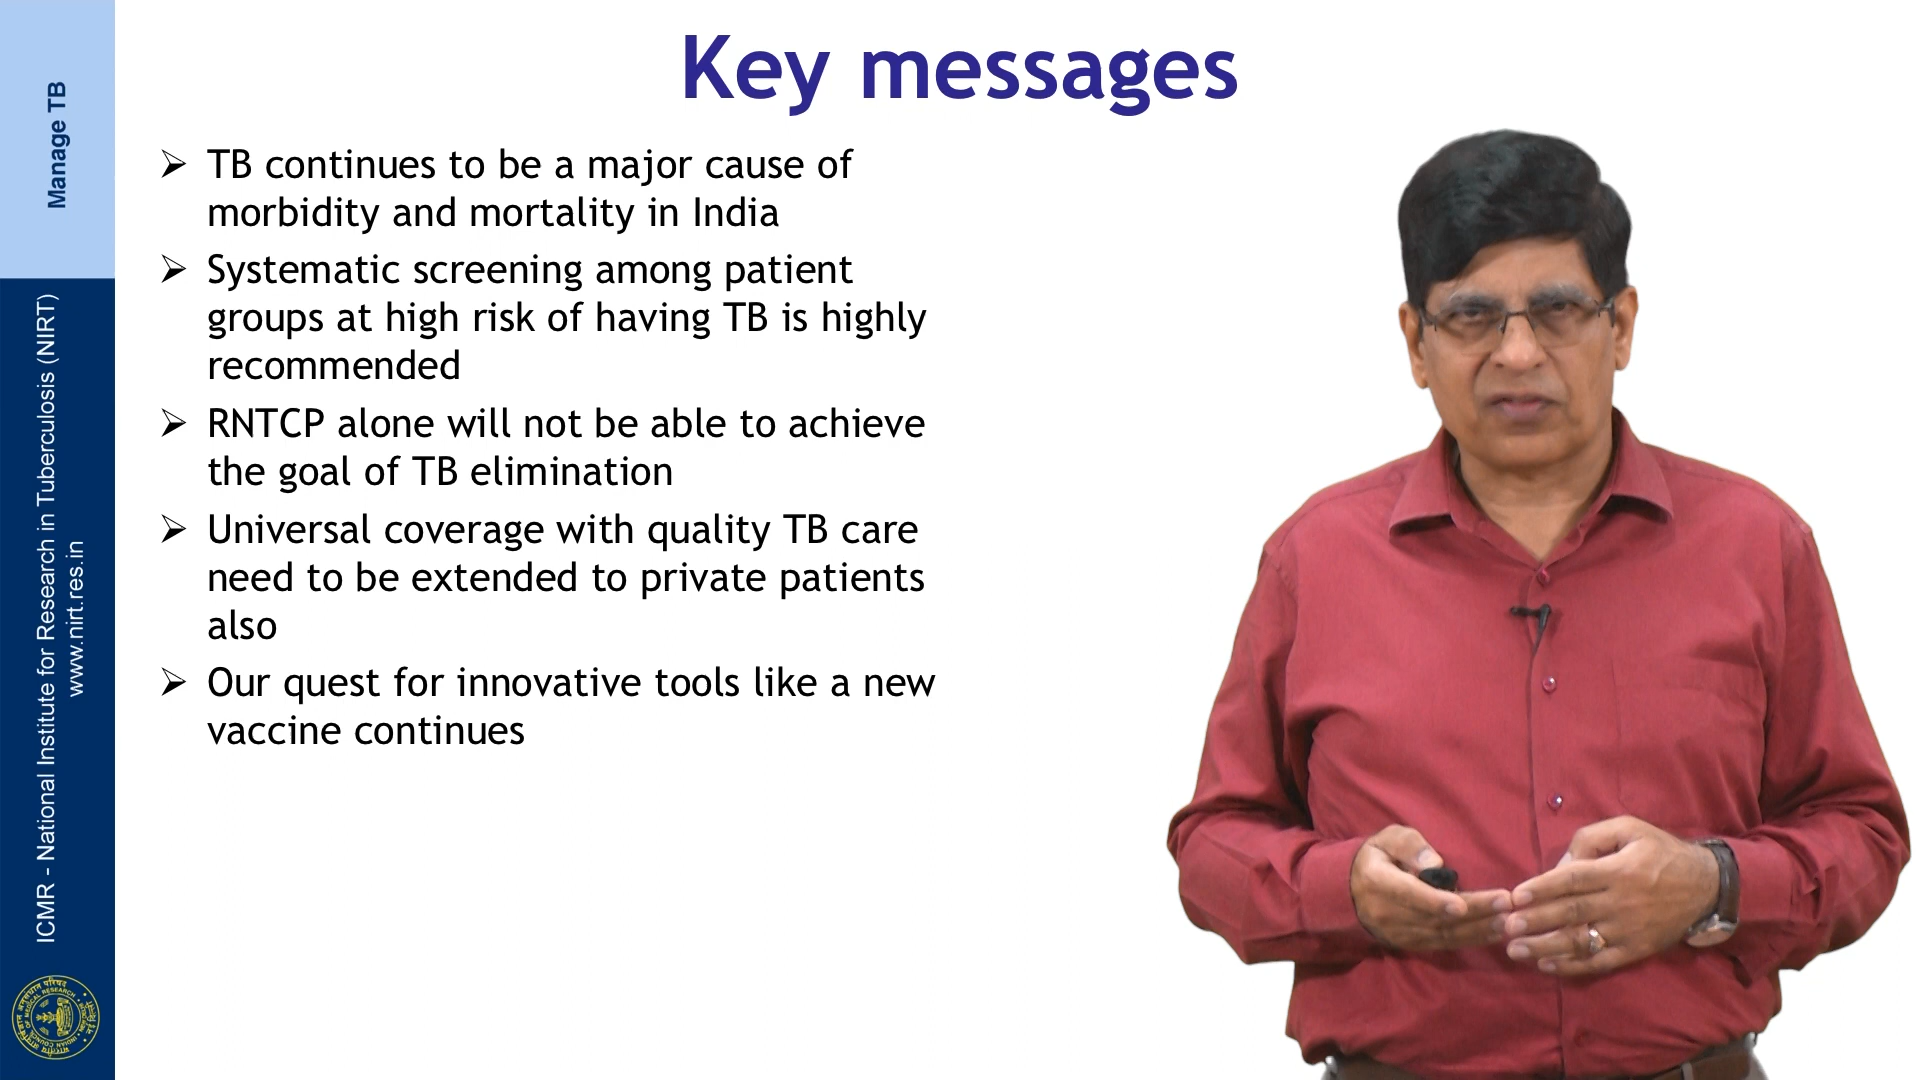 Key messages
TB continues to be a major cause of
morbidity and mortality in India
Systematic screening among patient
groups at high risk of having TB is highly
recommended
RNTCP alone will not be able to achieve
the goal of TB elimination
Universal coverage with quality TB care
need to be extended to private patients
also
Our quest for innovative tools like a new
vaccine continues
Manage TB
ICMR - National Institute for Research in Tuberculosis (NIRT)
www.nirt.res.in